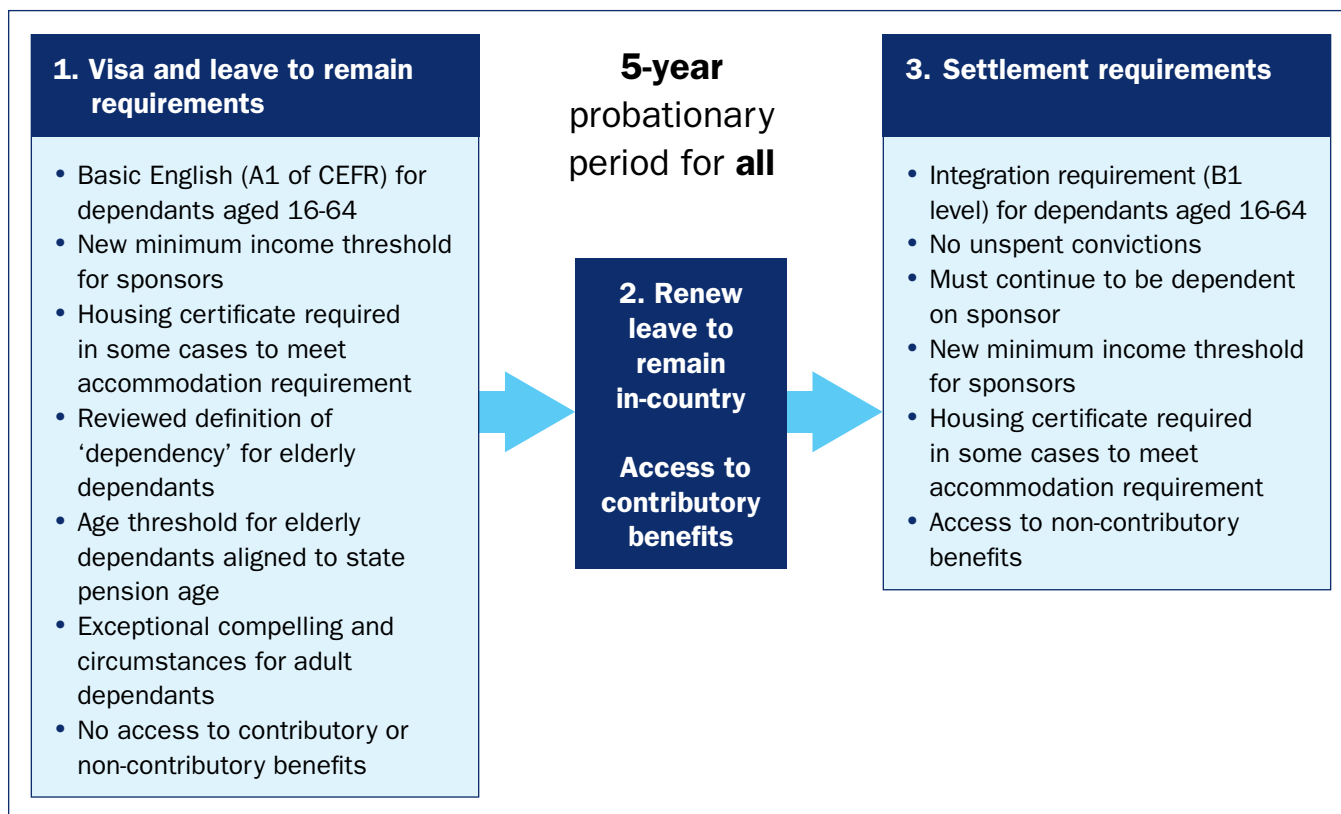 1. Visa and leave to remain
requirements
• Basic English (A1 of CEFR) for
dependants aged 16-64
• New minimum income threshold
for sponsors
• Housing certificate required
in some cases to meet
accommodation requirement
• Reviewed definition of
‘dependency’ for elderly
dependants
• Age threshold for elderly
dependants aligned to state
pension age
• Exceptional compelling and
circumstances for adult
dependants
• No access to contributory or
non-contributory benefits
5-year
probationary
period for all
2. Renew
leave to
remain
in-country
Access to
contributory
benefits
3. Settlement requirements
• Integration requirement (B1
level) for dependants aged 16-64
• No unspent convictions
• Must continue to be dependent
on sponsor
• New minimum income threshold
for sponsors
• Housing certificate required
in some cases to meet
accommodation requirement
• Access to non-contributory
benefits